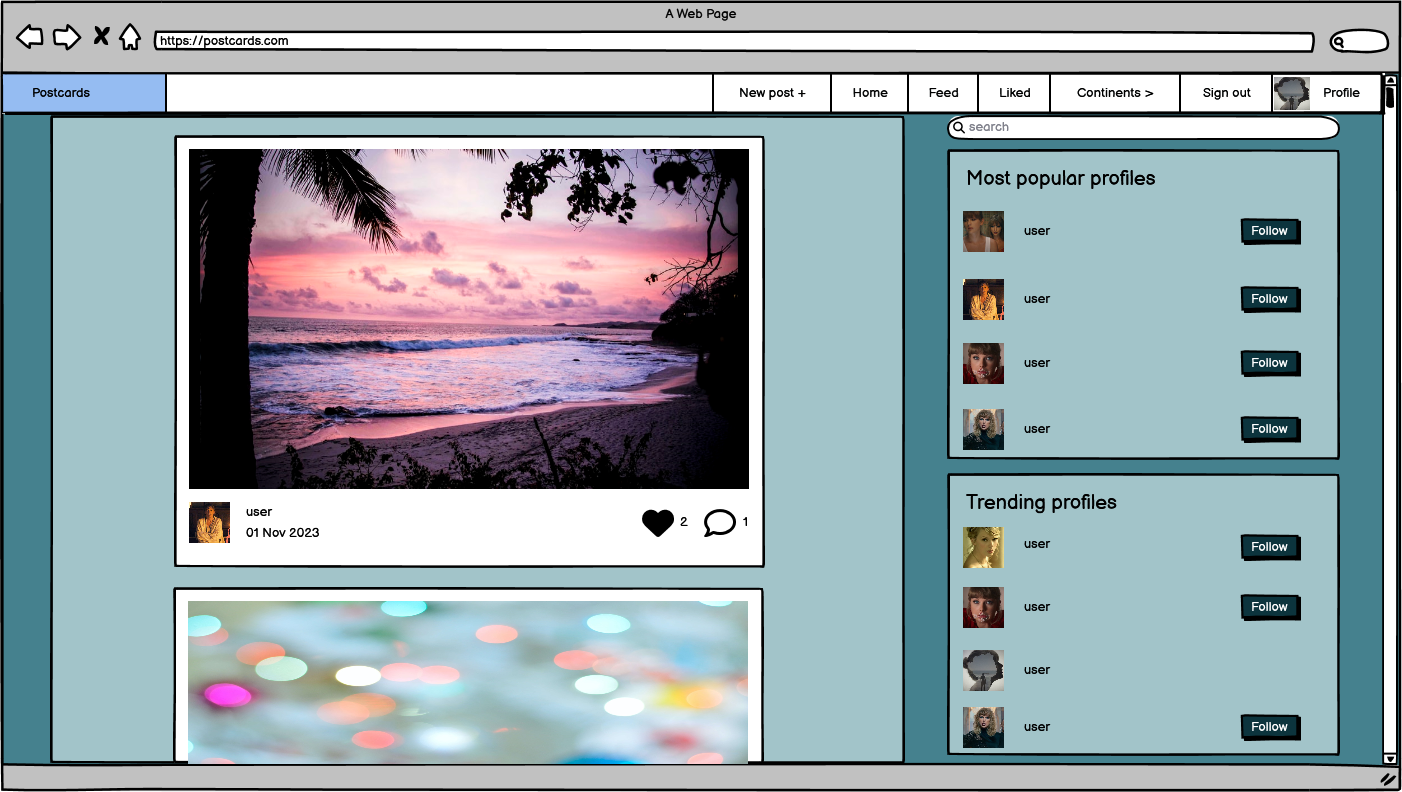 A Web Page
https://postcards.com
Postcards
New post +
Home
Feed
Liked
Continents >
Sign out
Profile
search
Most popular profiles
user
Follow
user
Follow
user
Follow
user
Follow
user
01 Nov 2023
2
1
Trending profiles
user
Follow
user
Follow
user
user
Follow